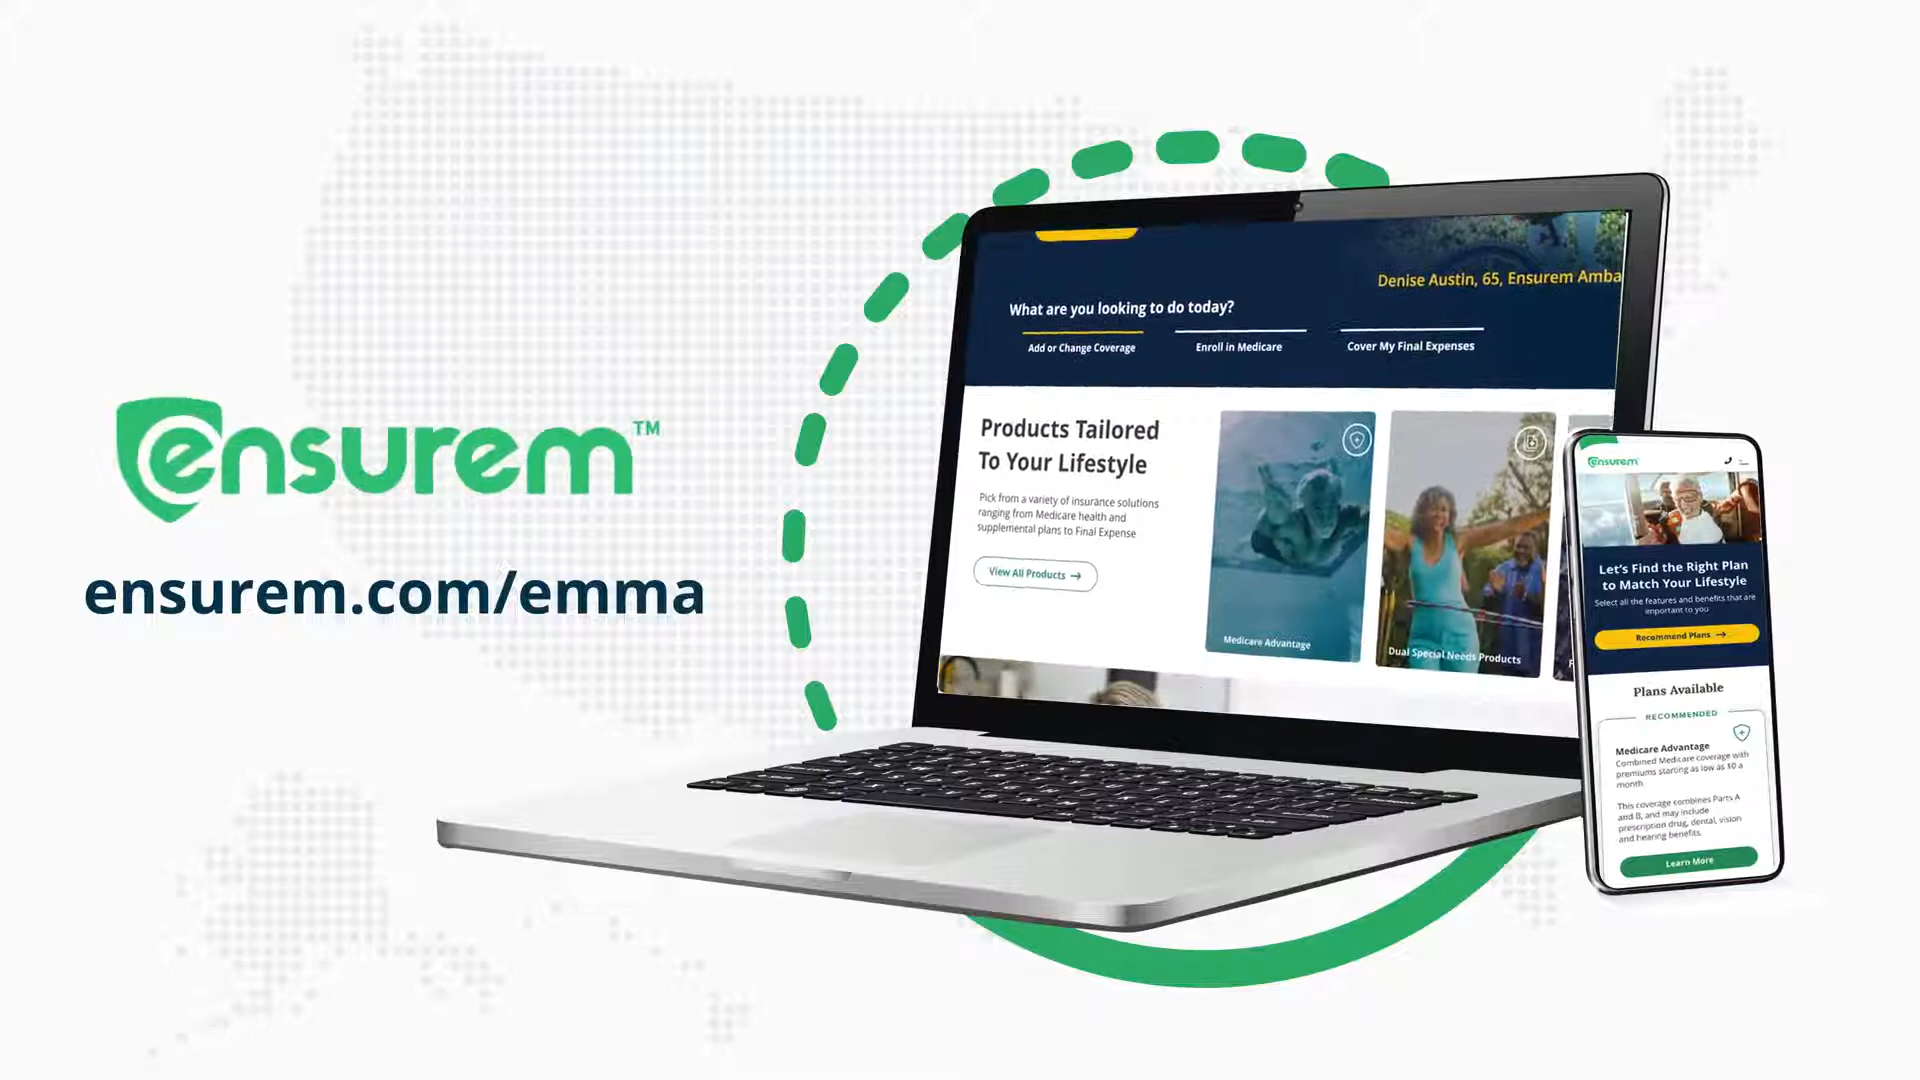 ensurem™
ensurem.com/emma
Denise Austin, 65, Ensurem Amba
What are you looking to do today?
Add or Change Coverage
Enroll in Medicare
Cover My Final Expenses
Products Tailored
To Your Lifestyle
Pick from a variety of insurance solutions
ranging from Medicare health and
supplemental plans to Final Expense
View All Products →
Medicare Advantage
Dual Special Needs Products
F
ensurem
Let's Find the Right Plan
to Match Your Lifestyle
Select all the features and benefits that are
important to you
Recommend Plans →
Plans Available
RECOMMENDED
Medicare Advantage
Combined Medicare coverage with
premiums starting as low as $0 a
month
This coverage combines Parts A
and B, and may include
prescription drug, dental, vision
and hearing benefits.
Learn More